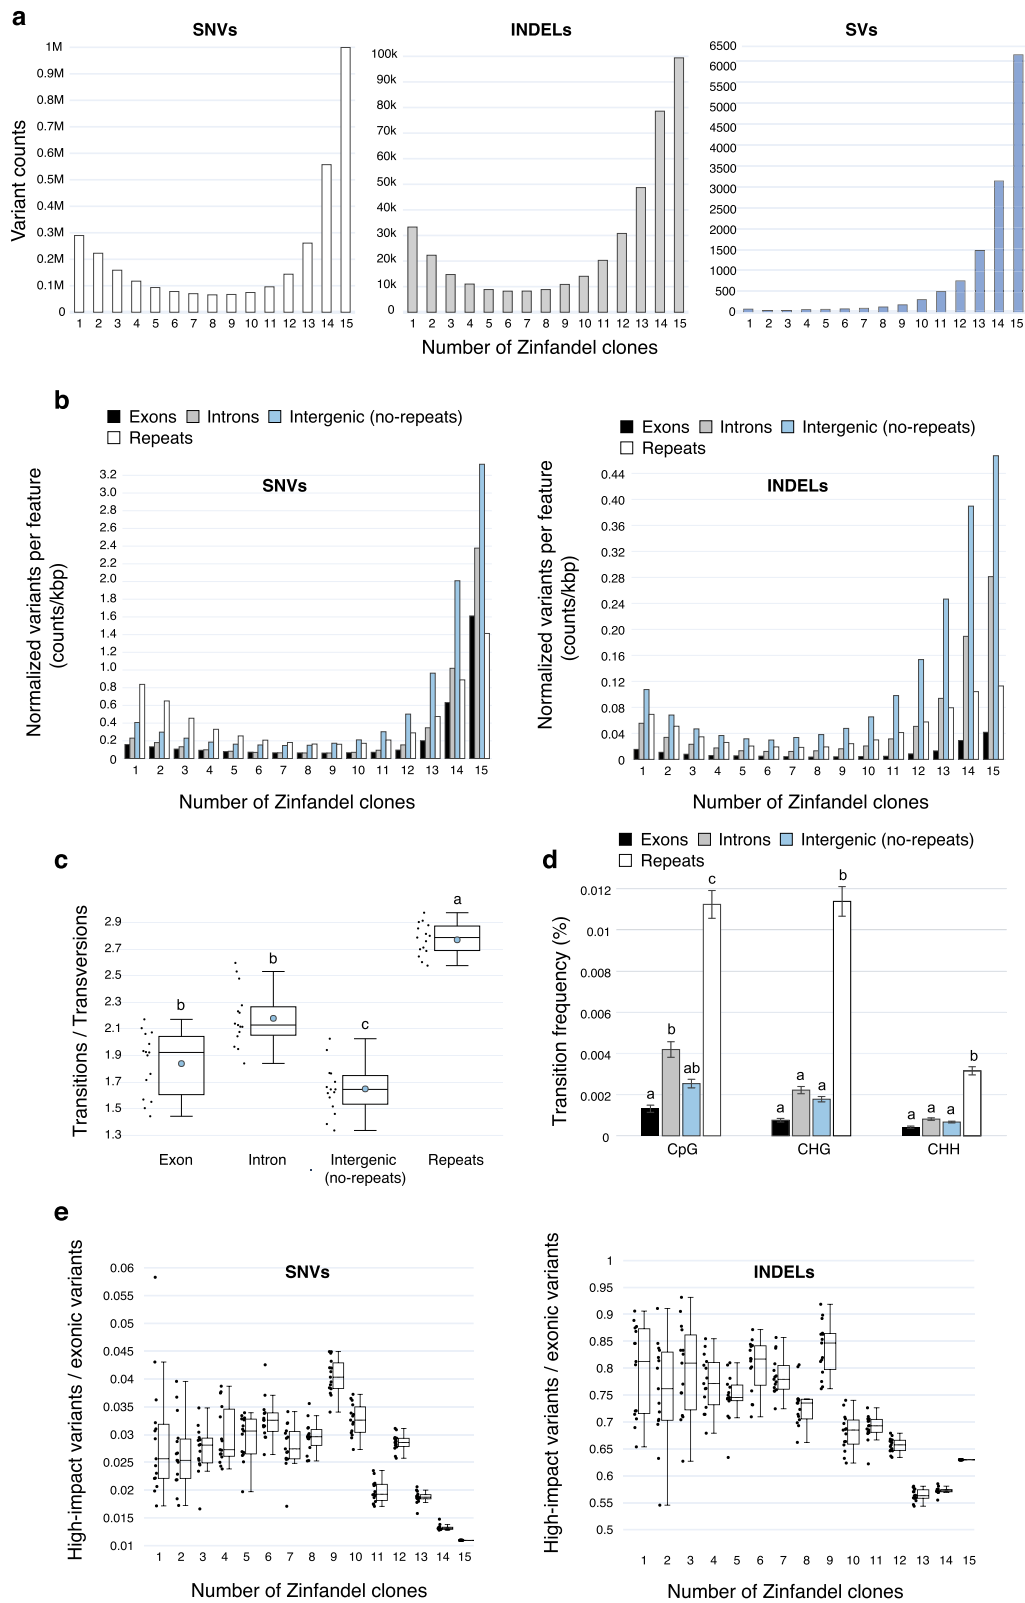 a
SNVs
INDELs
SVs
Variant counts
1M
0.9M
0.8M
0.7M
0.6M
0.5M
0.4M
0.3M
0.2M
0.1M
0
1 2 3 4 5 6 7 8 9 10 11 12 13 14 15
100k
90k
80k
70k
60k
50k
40k
30k
20k
10k
0
1 2 3 4 5 6 7 8 9 10 11 12 13 14 15
6500
6000
5500
5000
4500
4000
3500
3000
2500
2000
1500
1000
500
0
1 2 3 4 5 6 7 8 9 10 11 12 13 14 15
Number of Zinfandel clones
b
Exons Introns Intergenic (no-repeats)
Repeats
SNVs
Normalized variants per feature
(counts/kbp)
3.2
3.0
2.8
2.6
2.4
2.2
2.0
1.8
1.6
1.4
1.2
1.0
0.8
0.6
0.4
0.2
0
1 2 3 4 5 6 7 8 9 10 11 12 13 14 15
Number of Zinfandel clones
Exons Introns Intergenic (no-repeats)
Repeats
INDELs
Normalized variants per feature
(counts/kbp)
0.44
0.40
0.36
0.32
0.28
0.24
0.20
0.16
0.12
0.08
0.04
0
1 2 3 4 5 6 7 8 9 10 11 12 13 14 15
Number of Zinfandel clones
c
Transitions / Transversions
2.9
2.7
2.5
2.3
2.1
1.9
1.7
1.5
1.3
b
b
c
a
Exon Intron Intergenic Repeats
(no-repeats)
d
Exons Introns Intergenic (no-repeats)
Repeats
Transition frequency (%)
0.012
0.01
0.008
0.006
0.004
0.002
0
a b ab c
a a a b
a a a b
CpG CHG CHH
e
SNVs
High-impact variants / exonic variants
0.06
0.055
0.05
0.045
0.04
0.035
0.03
0.025
0.02
0.015
0.01
1 2 3 4 5 6 7 8 9 10 11 12 13 14 15
Number of Zinfandel clones
INDELs
High-impact variants / exonic variants
1
0.95
0.9
0.85
0.8
0.75
0.7
0.65
0.6
0.55
0.5
1 2 3 4 5 6 7 8 9 10 11 12 13 14 15
Number of Zinfandel clones